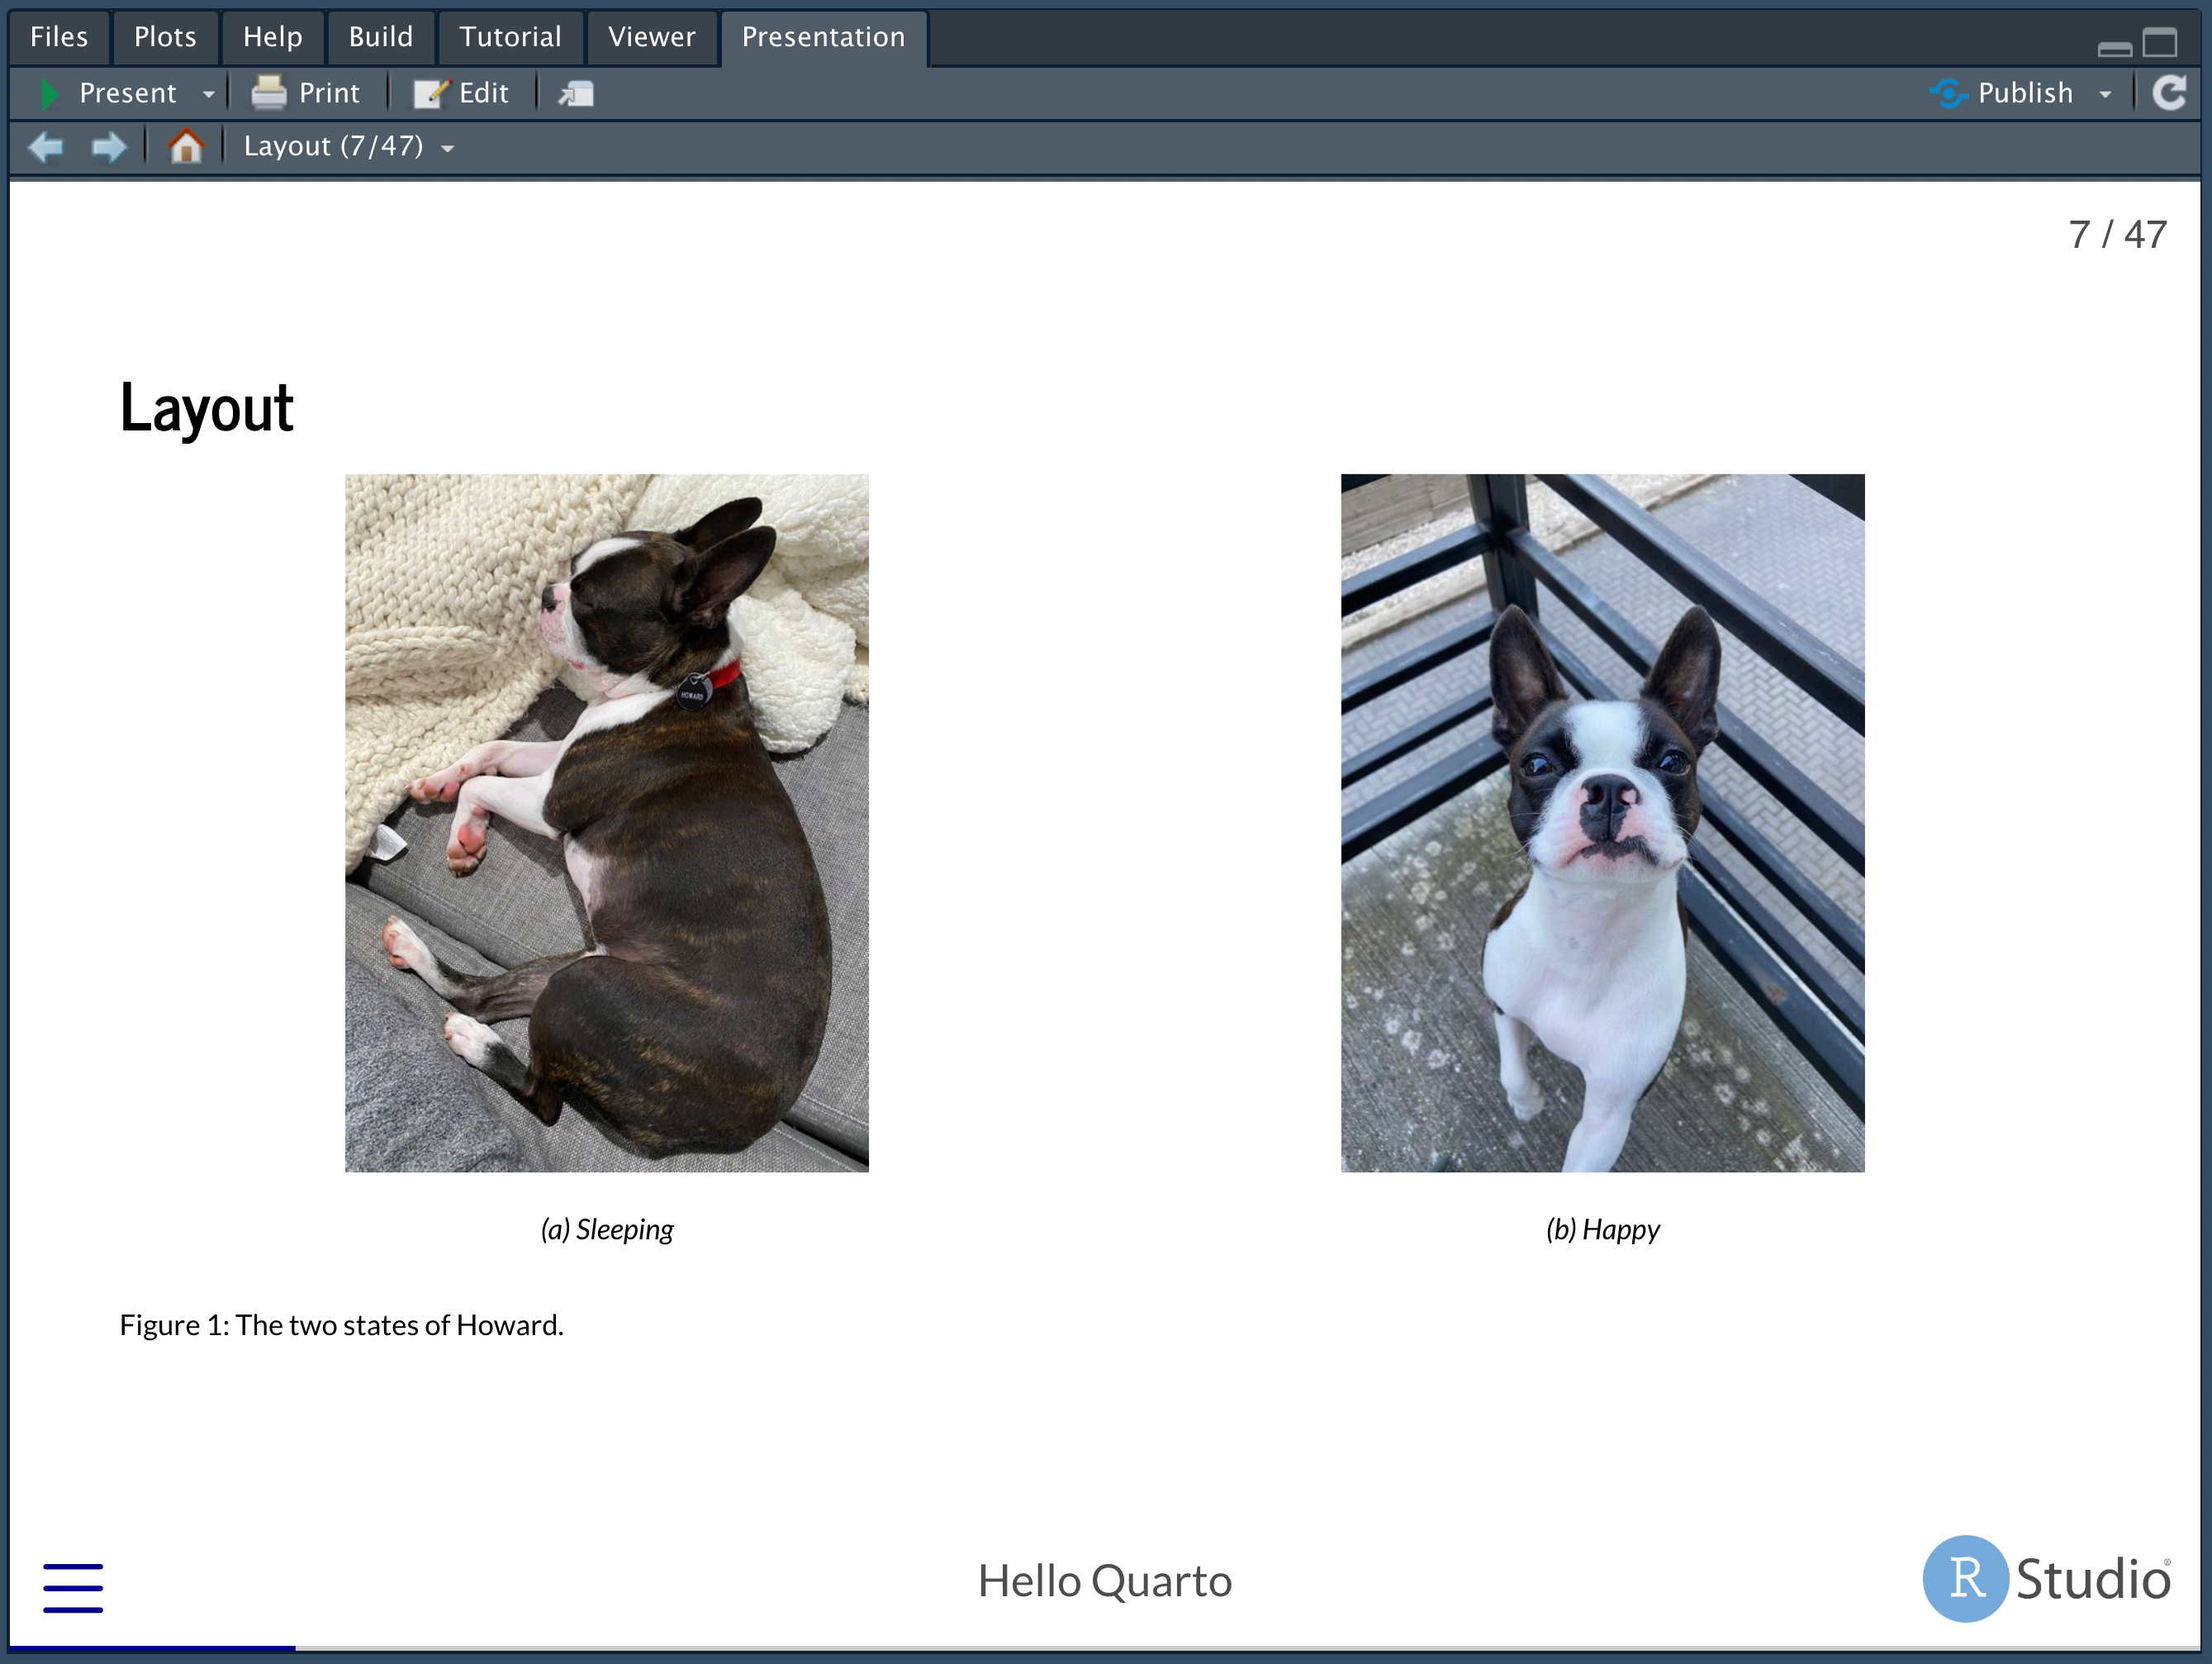 Files Plots Help Build Tutorial Viewer Presentation
Present Print Edit Publish
Layout (7/47)
7 / 47
Layout
HOWARD
(a) Sleeping
(b) Happy
Figure 1: The two states of Howard.
Hello Quarto
R Studio®